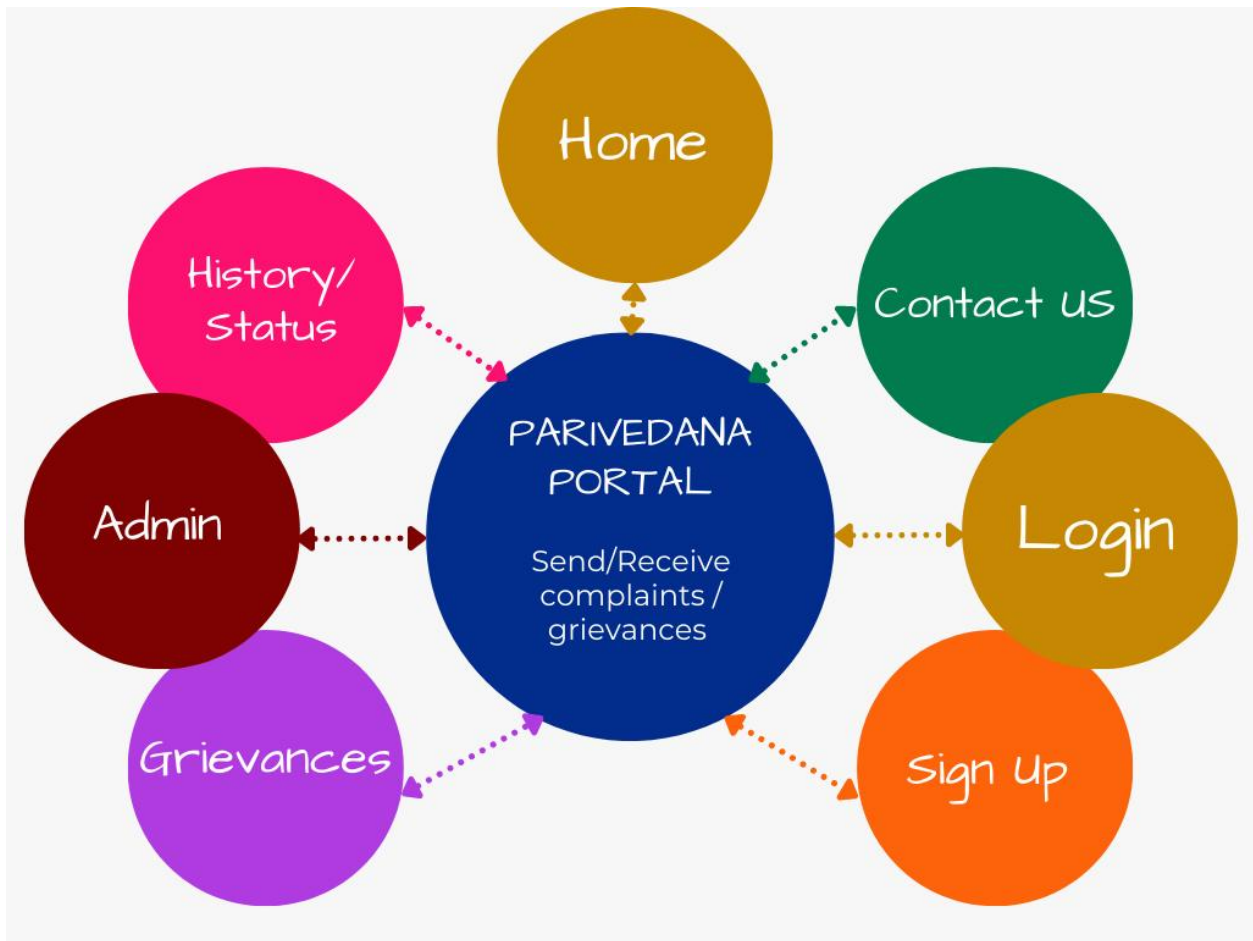 Home
History/
Status
Contact US
PARIVEDANA
PORTAL
Send/Receive
complaints /
grievances
Admin
Login
Grievances
Sign Up